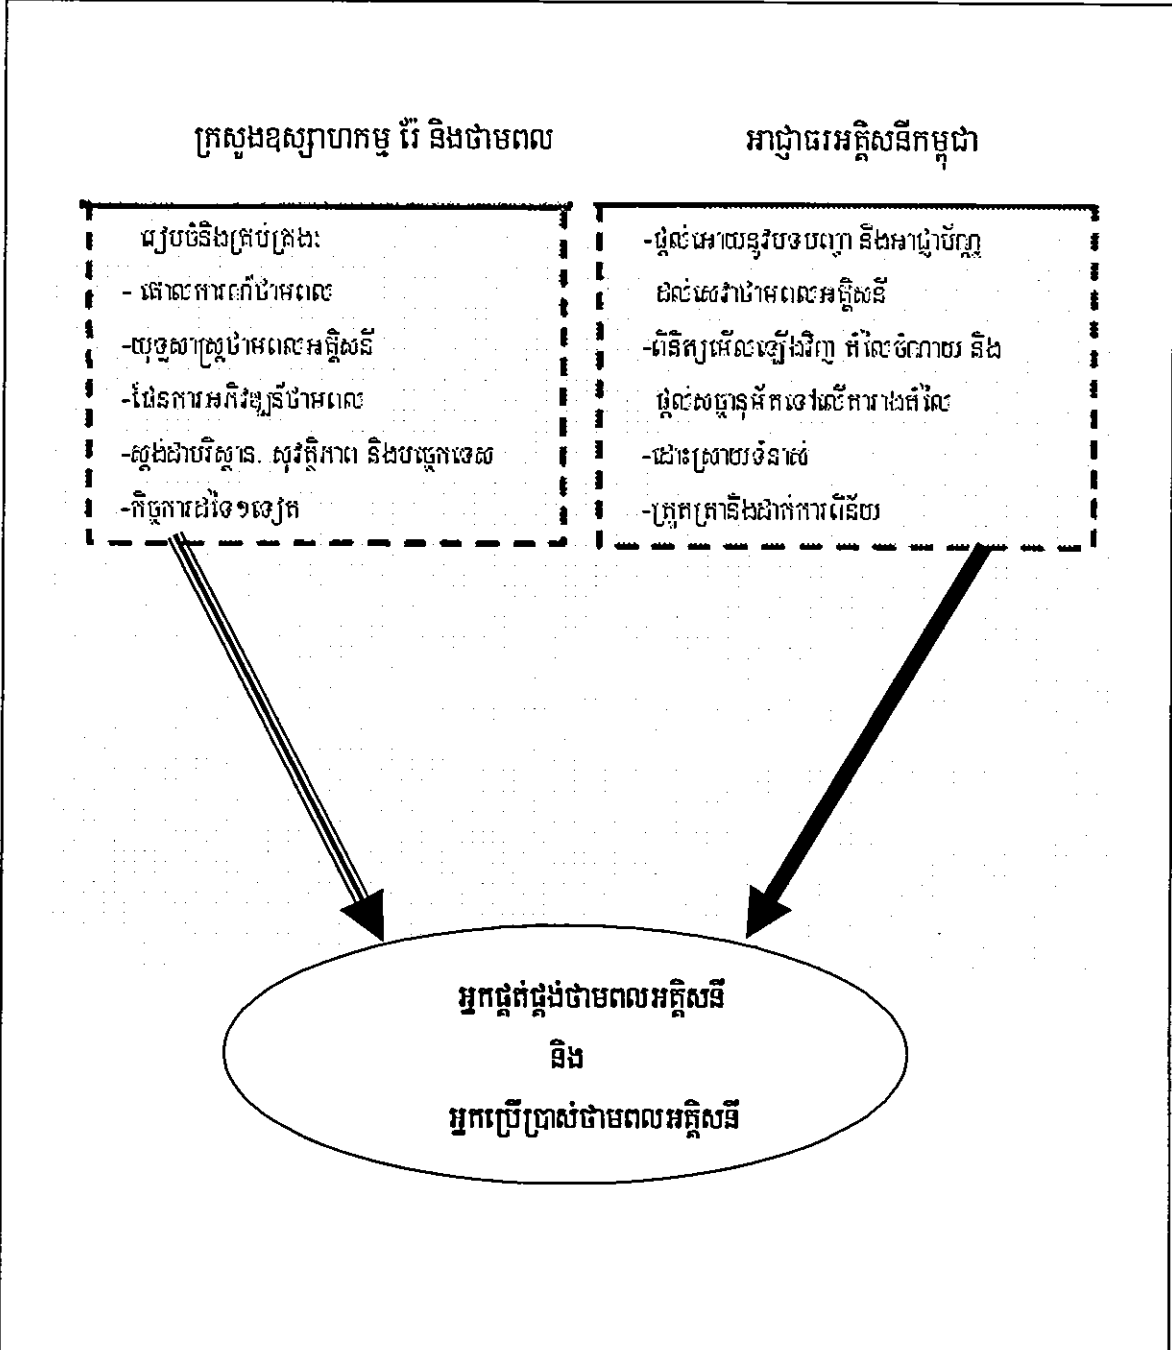 ក្រសួងឧស្សាហកម្ម រ៉ែ និងថាមពល
រៀបចំនិងគ្រប់គ្រង:
- គោលការណ៍ថាមពល
-យុទ្ធសាស្ត្រថាមពលអគ្គិសនី
-ផែនការអភិវឌ្ឍន៍ថាមពល
-ស្តង់ដាបរិស្ថាន. សុវត្ថិភាព និងបច្ចេកទេស
-កិច្ចការដទៃៗទៀត
អាជ្ញាធរអគ្គិសនីកម្ពុជា
-ផ្តល់អោយនូវបទបញ្ជា និងអាជ្ញាប័ណ្ណ
ដល់សេវាថាមពលអគ្គិសនី
-ពិនិត្យមើលឡើងវិញ តំលៃចំណាយ និង
ផ្តល់សច្ចានុម័តទៅលើតារាងតំលៃ
-ដោះស្រាយទំនាស់
-ត្រួតត្រានិងដាក់ការពិន័យ
អ្នកផ្គត់ផ្គង់ថាមពលអគ្គិសនី
និង
អ្នកប្រើប្រាស់ថាមពលអគ្គិសនី